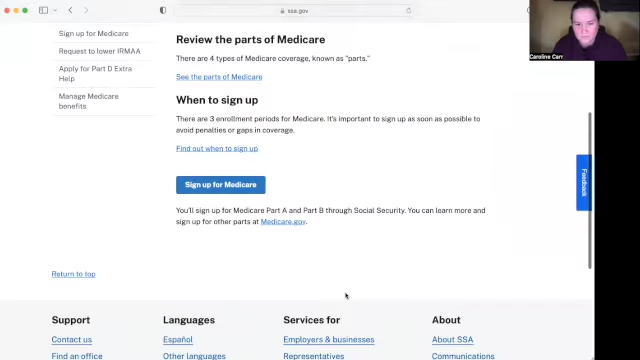 ssa.gov
Sign up for Medicare
Request to lower IRMAA
Apply for Part D Extra
Help
Manage Medicare
benefits
Review the parts of Medicare
There are 4 types of Medicare coverage, known as "parts."
See the parts of Medicare
When to sign up
There are 3 enrollment periods for Medicare. It's important to sign up as soon as possible to
avoid penalties or gaps in coverage.
Find out when to sign up
Sign up for Medicare
You'll sign up for Medicare Part A and Part B through Social Security. You can learn more and
sign up for other parts at Medicare.gov.
Return to top
Feedback
Caroline Carr
Support
Contact us
Find an office
Languages
Español
Other languages
Services for
Employers & businesses
Representatives
About
About SSA
Communications